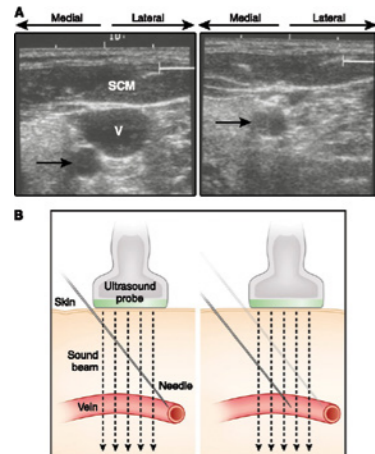 A
Medial Lateral Medial Lateral
SCM
V
B
Ultrasound
probe
Skin
Sound
beam
Needle
Vein